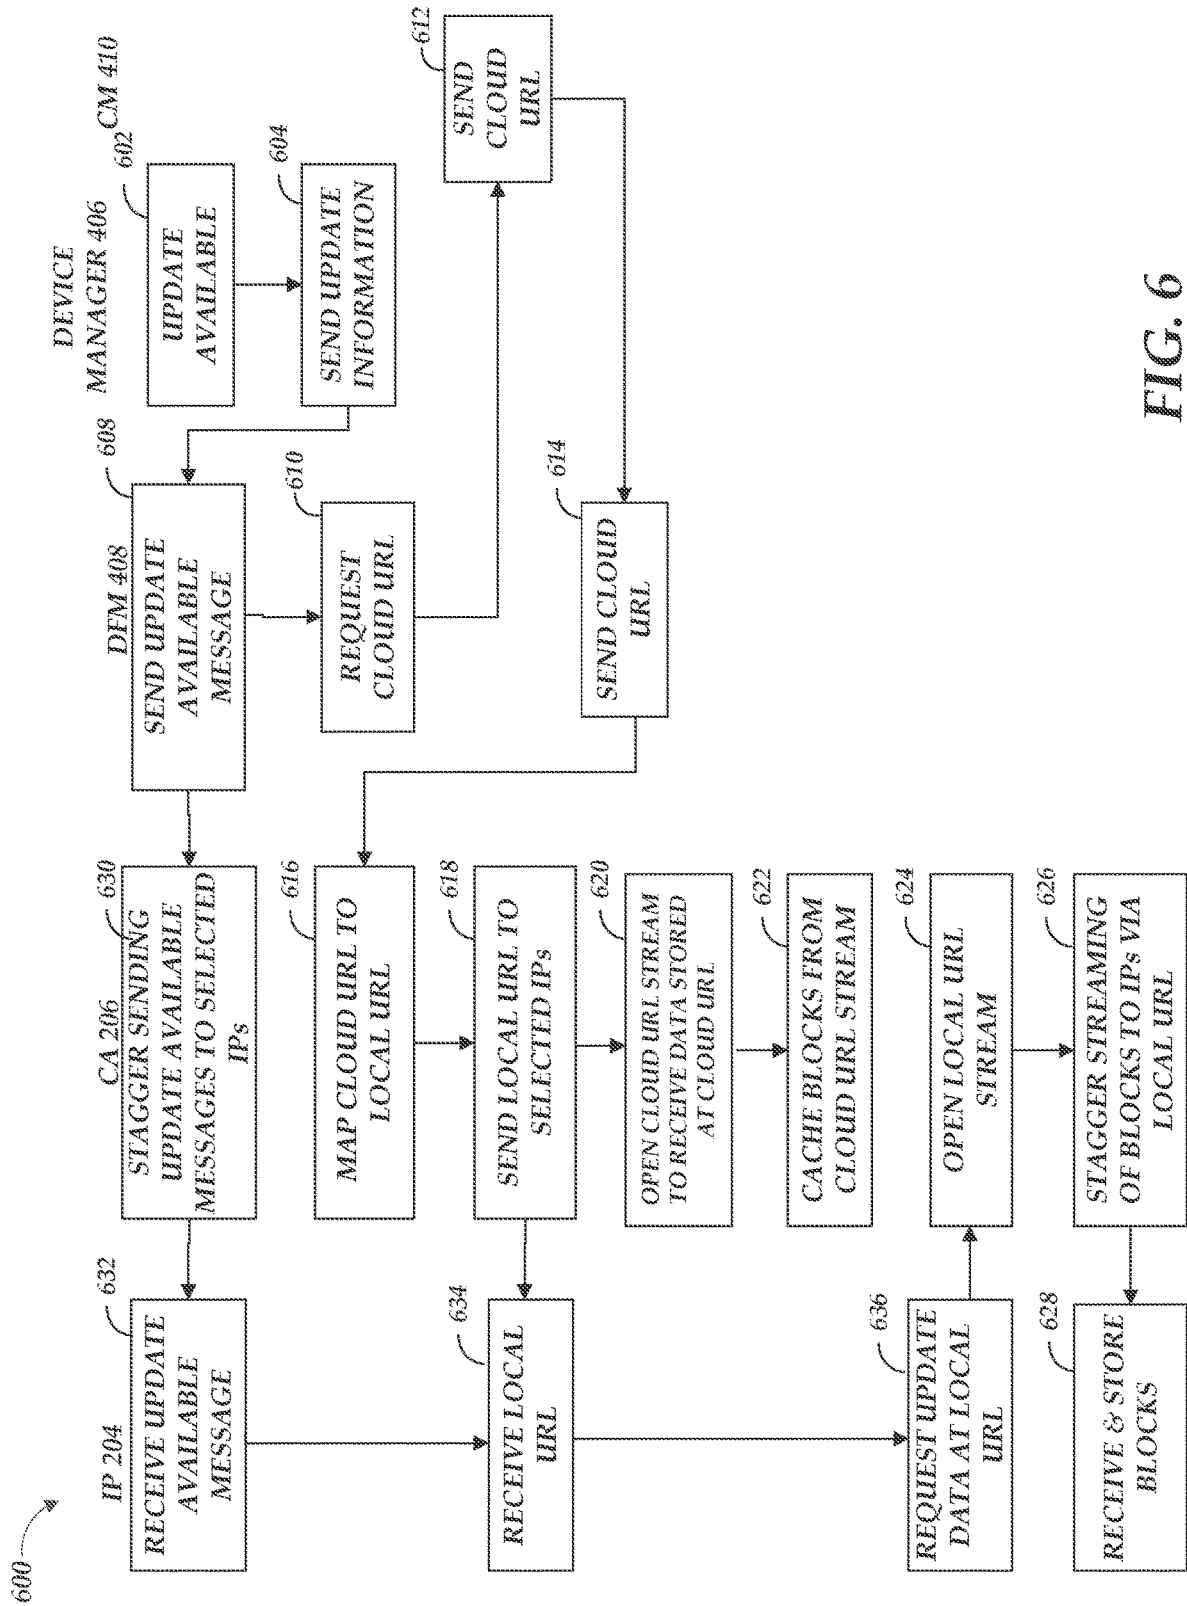 600
IP 204
CA 206
DFM 408
DEVICE
MANAGER 406
CM 410
632
RECEIVE UPDATE
AVAILABLE
MESSAGE
630
STAGGER SENDING
UPDATE AVAILABLE
MESSAGES TO SELECTED
IPs
608
SEND UPDATE
AVAILABLE
MESSAGE
602
UPDATE
AVAILABLE
604
SEND UPDATE
INFORMATION
610
REQUEST
CLOUD URL
612
SEND
CLOUD
URL
614
SEND CLOUD
URL
616
MAP CLOUD URL TO
LOCAL URL
618
SEND LOCAL URL TO
SELECTED IPs
634
RECEIVE LOCAL
URL
620
OPEN CLOUD URL STREAM
TO RECEIVE DATA STORED
AT CLOUD URL
622
CACHE BLOCKS FROM
CLOUD URL STREAM
636
REQUEST UPDATE
DATA AT LOCAL
URL
624
OPEN LOCAL URL
STREAM
626
STAGGER STREAMING
OF BLOCKS TO IPs VIA
LOCAL URL
628
RECEIVE & STORE
BLOCKS
FIG. 6